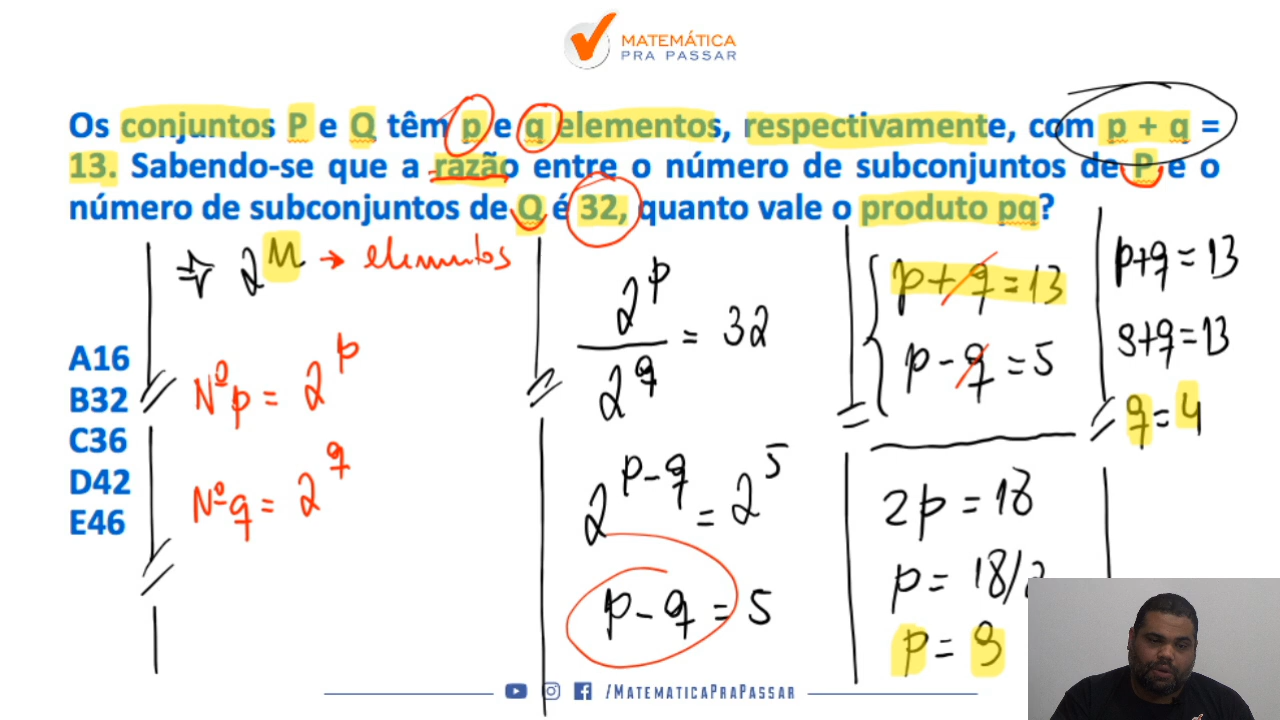 MATEMÁTICA
PRA PASSAR
Os conjuntos P e Q têm p e q elementos, respectivamente, com p + q =
13. Sabendo-se que a razão entre o número de subconjuntos de P e o
número de subconjuntos de Q é 32, quanto vale o produto pq?
A16
B32
C36
D42
E46
⇒ 2^M → elementos
Nº p = 2^p
Nº q = 2^q
2^p / 2^q = 32
2^(p-q) = 2^5
p - q = 5
p + q = 13
p - q = 5
2p = 18
p = 18/2
p = 9
p+q = 13
9+q = 13
q = 4
/MATEMATICAPRAPASSAR